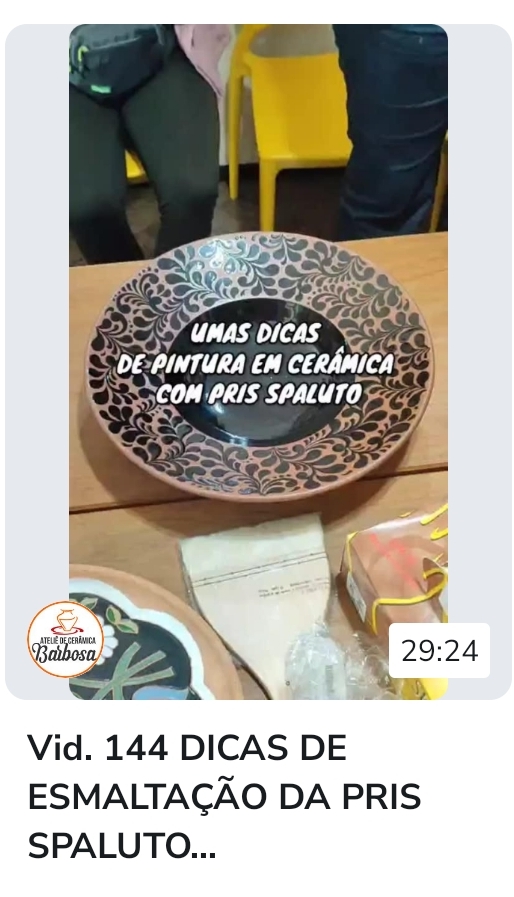 UMAS DICAS
DE PINTURA EM CERÁMICA
COM PRIS SPALUTO
ATELIÊ DE CERÂMICA
Barbosa
29:24
Vid. 144 DICAS DE
ESMALTAÇÃO DA PRIS
SPALUTO...